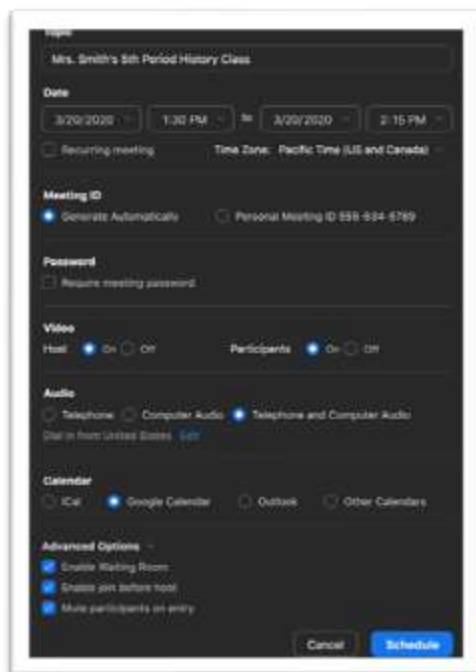 Topic
Mrs. Smith's 5th Period History Class
Date
3/20/2020 1:30 PM to 3/20/2020 2:15 PM
Recurring meeting Time Zone: Pacific Time (US and Canada)
Meeting ID
Generate Automatically Personal Meeting ID
Password
Require meeting password
Video
Host On Off Participants On Off
Audio
Telephone Computer Audio Telephone and Computer Audio
Dial in from United States Edit
Calendar
iCal Google Calendar Outlook Other Calendars
Advanced Options
Enable Waiting Room
Enable join before host
Mute participants on entry
Cancel Schedule